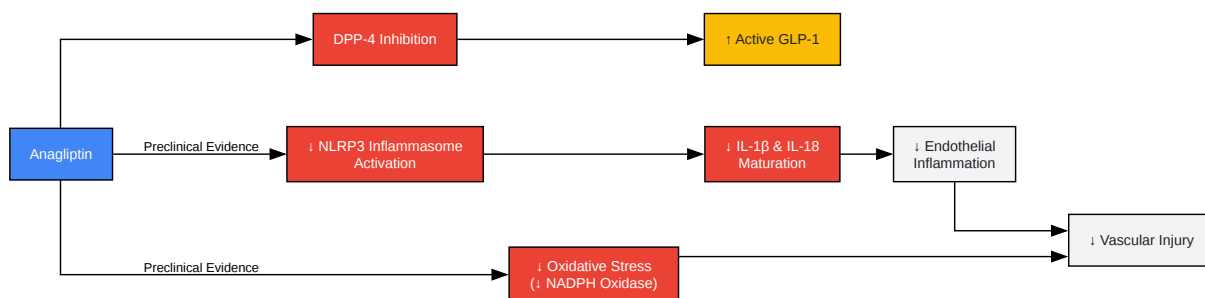 DPP-4 Inhibition
↑ Active GLP-1
Anagliptin
Preclinical Evidence
↓ NLRP3 Inflammasome
Activation
↓ IL-1β & IL-18
Maturation
↓ Endothelial
Inflammation
↓ Vascular Injury
Preclinical Evidence
↓ Oxidative Stress
(↓ NADPH Oxidase)